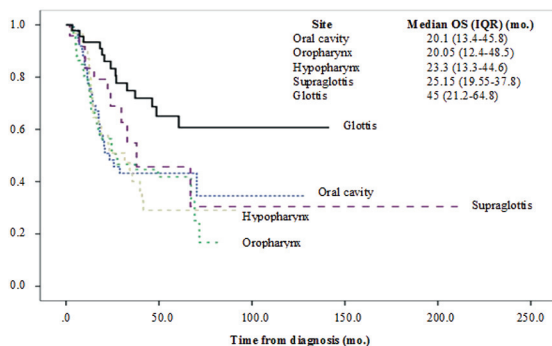 Site Median OS (IQR) (mo.)
Oral cavity 20.1 (13.4-45.8)
Oropharynx 20.05 (12.4-48.5)
Hypopharynx 23.3 (13.3-44.6)
Supraglottis 25.15 (19.55-37.8)
Glottis 45 (21.2-64.8)
1.0
0.8
0.6
0.4
0.2
0.0
Glottis
Oral cavity
Supraglottis
Hypopharynx
Oropharynx
.0 50.0 100.0 150.0 200.0 250.0
Time from diagnosis (mo.)